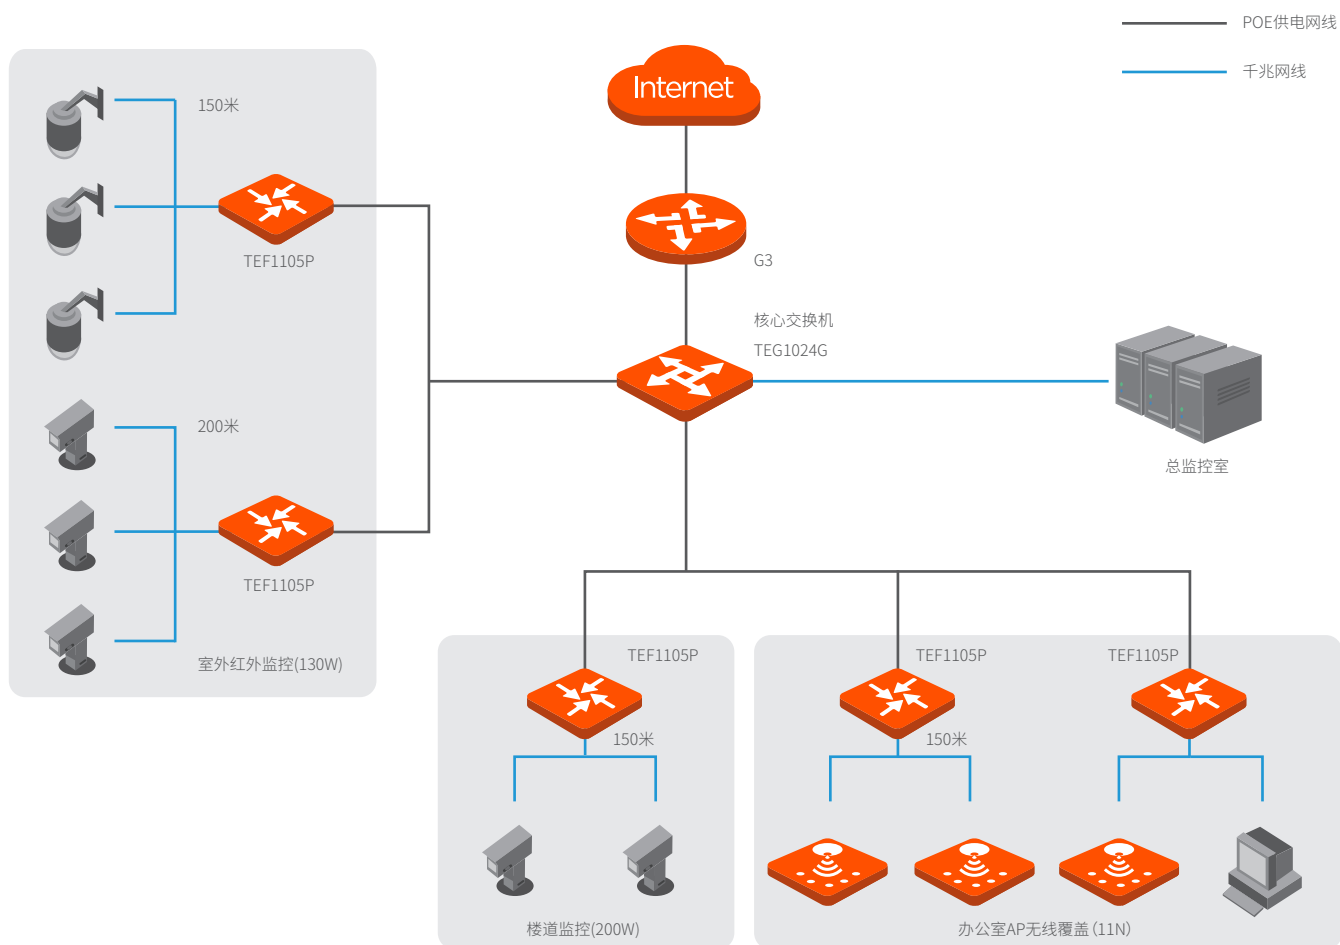 POE供电网线
千兆网线
Internet
150米
TEF1105P
G3
核心交换机
TEG1024G
200米
总监控室
TEF1105P
室外红外监控(130W)
TEF1105P
TEF1105P
TEF1105P
150米
150米
楼道监控(200W)
办公室AP无线覆盖(11N)